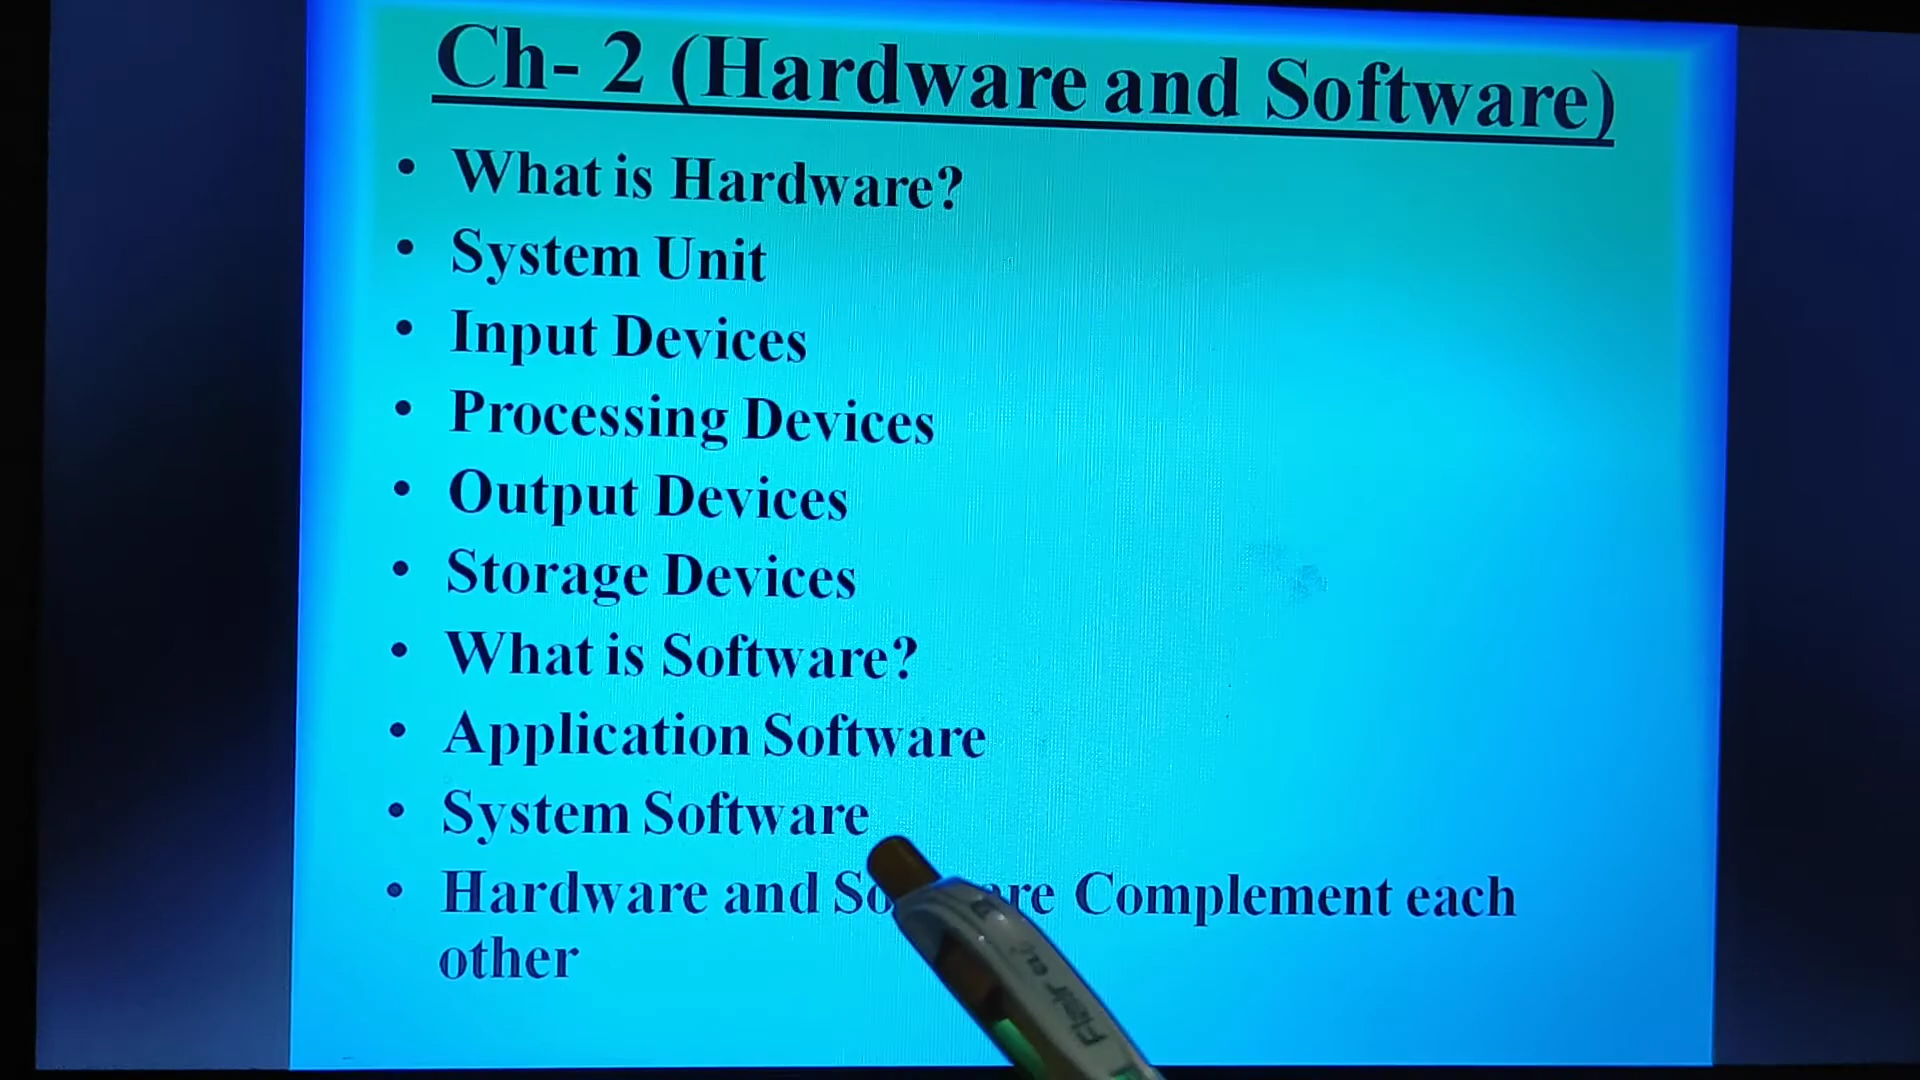 Ch- 2 (Hardware and Software)
• What is Hardware?
• System Unit
• Input Devices
• Processing Devices
• Output Devices
• Storage Devices
• What is Software?
• Application Software
• System Software
• Hardware and Complement each
other
Flair